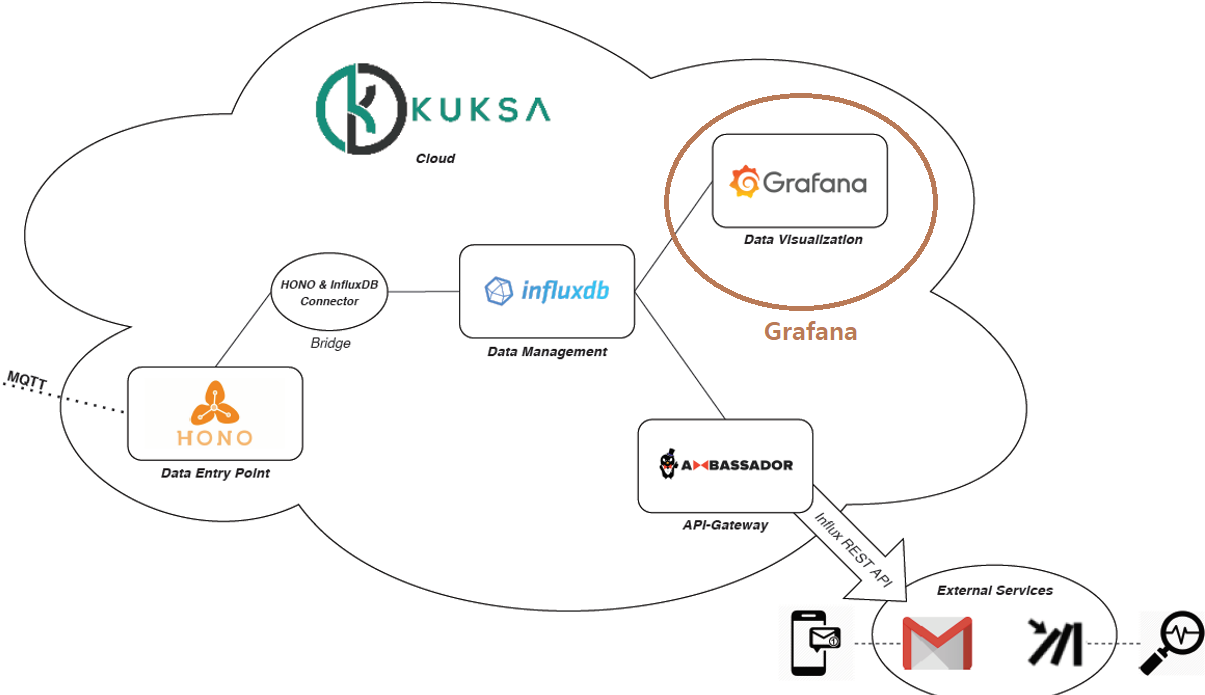 KUKSA
Cloud
Grafana
Data Visualization
Grafana
HONO & InfluxDB
Connector
Bridge
influxdb
Data Management
MQTT
HONO
Data Entry Point
AMBASSADOR
API-Gateway
Influx REST API
External Services
1